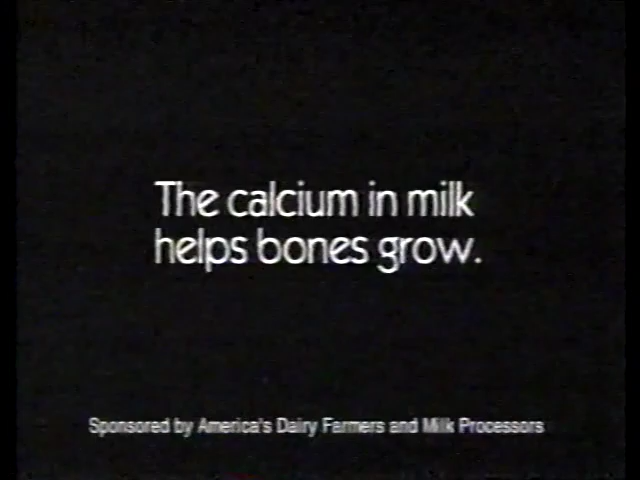 The calcium in milk
helps bones grow.
Sponsored by America's Dairy Farmers and Milk Processors